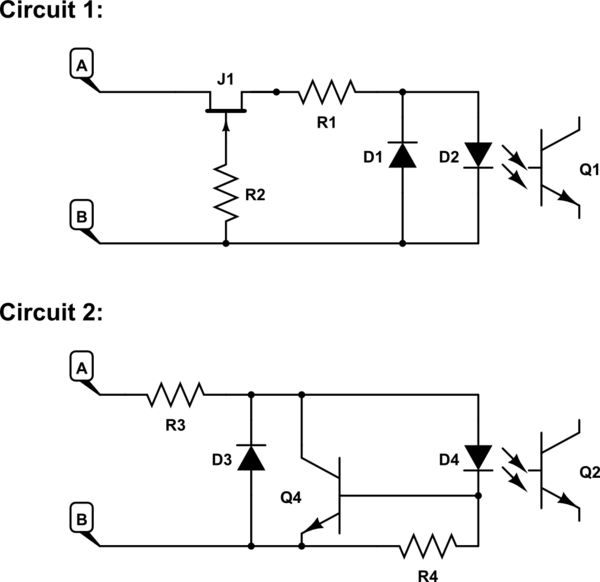 Circuit 1:
A
J1
R1
D1
D2
Q1
R2
B
Circuit 2:
A
R3
D3
D4
Q2
Q4
B
R4